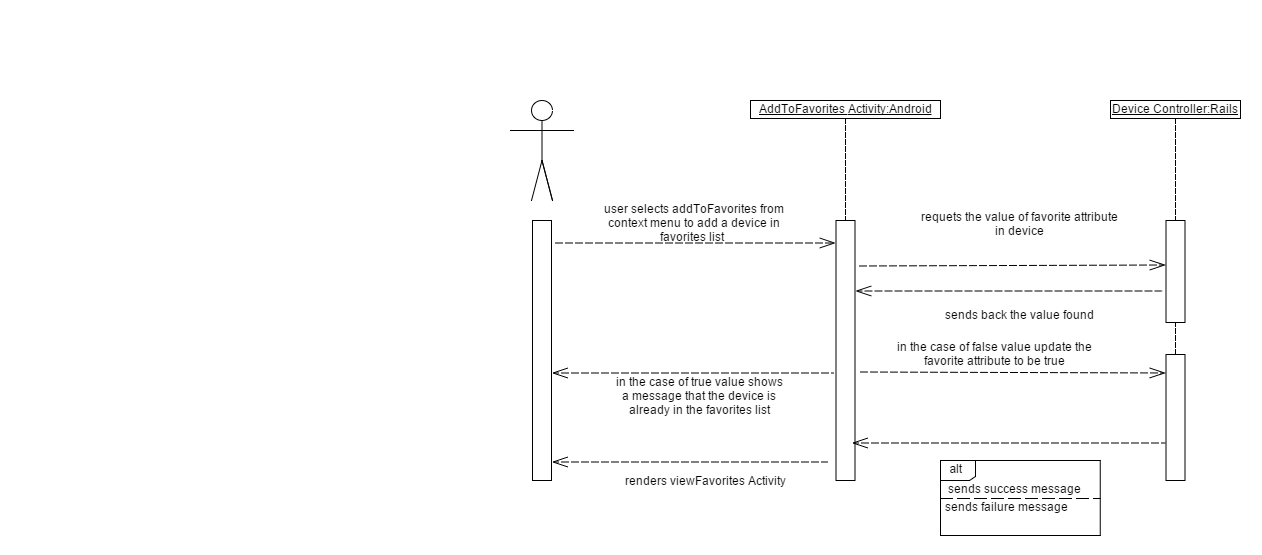 AddToFavorites Activity:Android
Device Controller:Rails
user selects addToFavorites from
context menu to add a device in
favorites list
requets the value of favorite attribute
in device
sends back the value found
in the case of false value update the
favorite attribute to be true
in the case of true value shows
a message that the device is
already in the favorites list
renders viewFavorites Activity
alt
sends success message
sends failure message